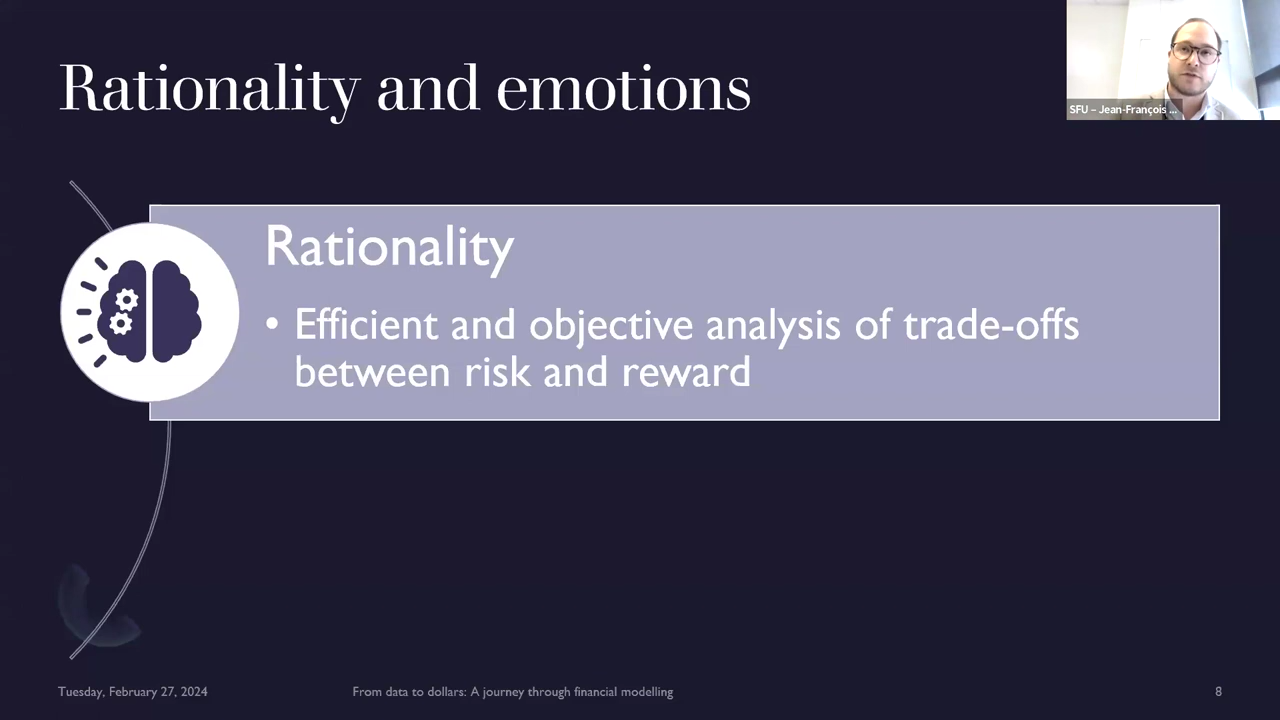 Rationality and emotions
SFU – Jean-François ...
Rationality
• Efficient and objective analysis of trade-offs
between risk and reward
Tuesday, February 27, 2024
From data to dollars: A journey through financial modelling
8